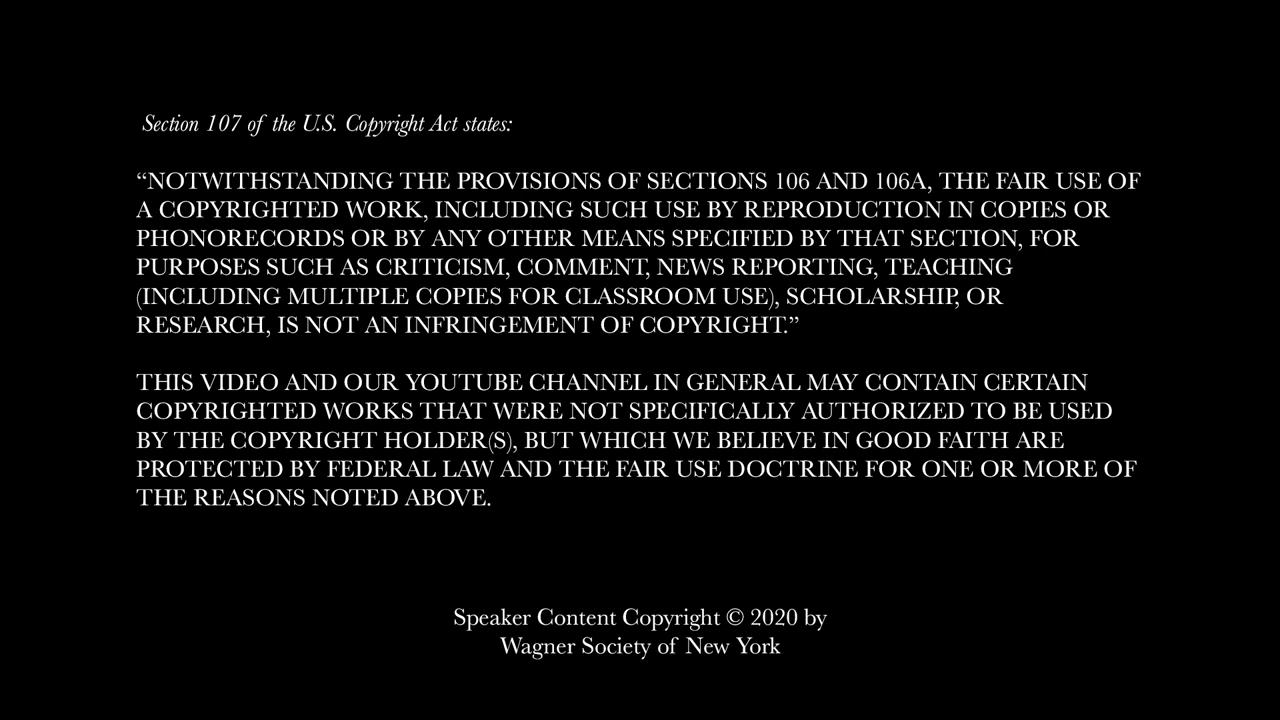 Section 107 of the U.S. Copyright Act states:
“NOTWITHSTANDING THE PROVISIONS OF SECTIONS 106 AND 106A, THE FAIR USE OF
A COPYRIGHTED WORK, INCLUDING SUCH USE BY REPRODUCTION IN COPIES OR
PHONORECORDS OR BY ANY OTHER MEANS SPECIFIED BY THAT SECTION, FOR
PURPOSES SUCH AS CRITICISM, COMMENT, NEWS REPORTING, TEACHING
(INCLUDING MULTIPLE COPIES FOR CLASSROOM USE), SCHOLARSHIP, OR
RESEARCH, IS NOT AN INFRINGEMENT OF COPYRIGHT.”
THIS VIDEO AND OUR YOUTUBE CHANNEL IN GENERAL MAY CONTAIN CERTAIN
COPYRIGHTED WORKS THAT WERE NOT SPECIFICALLY AUTHORIZED TO BE USED
BY THE COPYRIGHT HOLDER(S), BUT WHICH WE BELIEVE IN GOOD FAITH ARE
PROTECTED BY FEDERAL LAW AND THE FAIR USE DOCTRINE FOR ONE OR MORE OF
THE REASONS NOTED ABOVE.
Speaker Content Copyright © 2020 by
Wagner Society of New York